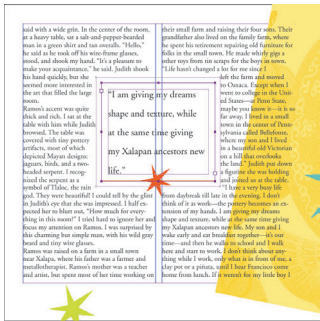 said with a wide grin. In the center of the room,
at a heavy table, sat a salt-and-pepper-bearded
man in a green shirt and tan overalls. "Hello,"
he said as he took off his wire-frame glasses,
stood, and shook my hand. "It's a pleasure to
make your acquaintance," he said. Judith shook
his hand quickly, but she
seemed more interested in
the art that filled the large
room.
Ramos's accent was quite
thick and rich. I sat at the
table with him while Judith
browsed. The table was
covered with tiny pottery
artifacts, most of which
depicted Mayan designs:
jaguars, birds, and a two-
headed serpent. I recog-
nized the serpent as a
symbol of Tlaloc, the rain
god. They were beautiful! I could tell by the glint
in Judith's eye that she was impressed. I half ex-
pected her to blurt out, "How much for every-
thing in this room?" I tried hard to ignore her and
focus my attention on Ramos. I was surprised by
this charming but simple man, with his wild gray
beard and tiny wire glasses.
Ramos was raised on a farm in a small town
near Xalapa, where his father was a farmer and
metallotherapist. Ramos's mother was a teacher
and artist, but spent most of her time working on
"I am giving my dreams
shape and texture, while
at the same time giving
my Xalapan ancestors new
life."
their small farm and raising their four sons. Their
grandfather also lived on the family farm, where
he spent his retirement repairing old furniture for
folks in the small town. He made whirly gigs a
other toys from tin scraps for the boys in town.
"Life hasn't changed a lot for me since I
left the farm and moved
to Oaxaca. Except when I
went to college in the Unit-
ed States—at Penn State,
maybe you know it—it is so
far away. I lived in a small
town in the center of Penn-
sylvania called Bellefonte,
where my son and I lived
in a beautiful old Victorian
on a hill that overlooks
the land." Judith put down
a figurine she was holding
and joined us at the table.
"I have a very busy life
from daybreak till late in the evening. I don't
think of it as work—the pottery becomes an ex-
tension of my hands. I am giving my dreams
shape and texture, while at the same time giving
my Xalapan ancestors new life. My son and I
wake early and eat breakfast together—it's our
time—and then he walks to school and I walk
here and start to work. I don't think about any-
thing while I work, only what is in front of me, a
clay pot or a piñata, until I hear Francisco come
home from lunch. If it weren't for my little boy I